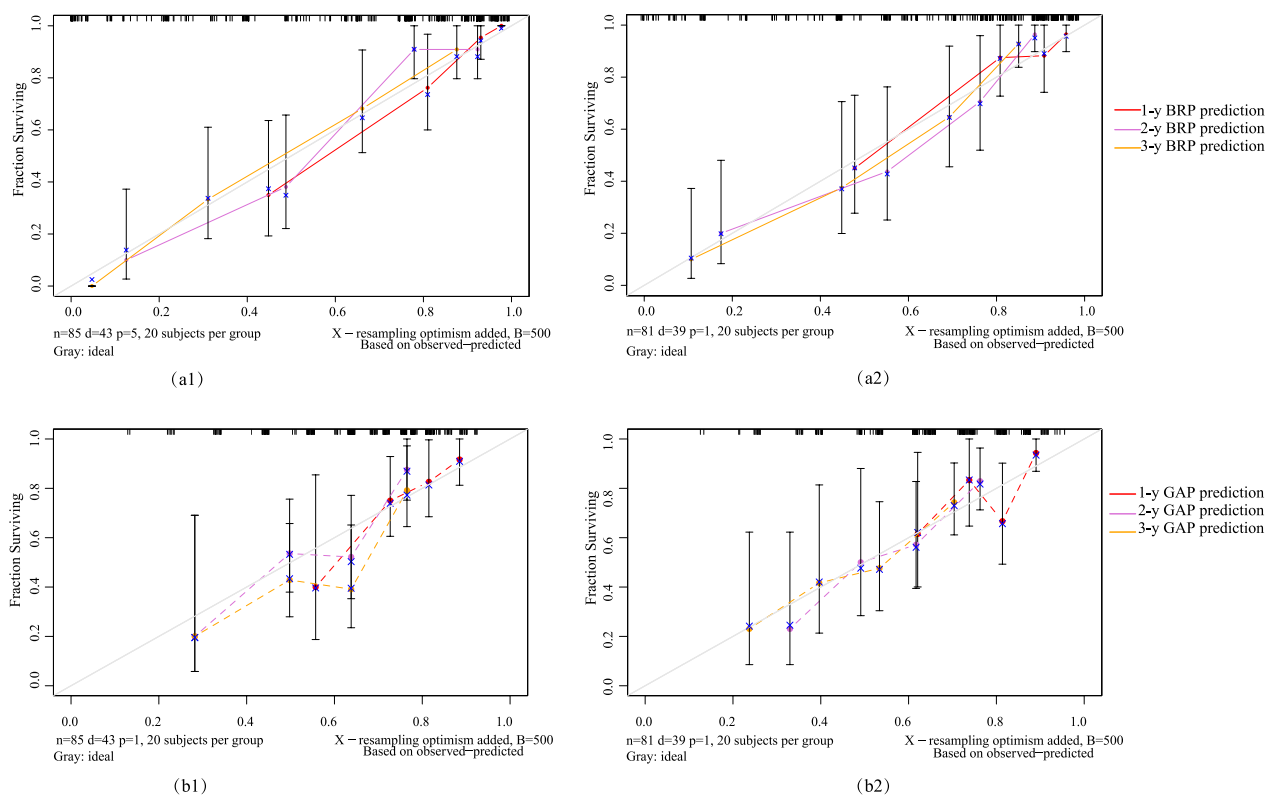 Fraction Surviving
0.0 0.2 0.4 0.6 0.8 1.0
0.0 0.2 0.4 0.6 0.8 1.0
n=85 d=43 p=5, 20 subjects per group
Gray: ideal
X − resampling optimism added, B=500
Based on observed−predicted
(a1)
Fraction Surviving
0.0 0.2 0.4 0.6 0.8 1.0
0.0 0.2 0.4 0.6 0.8 1.0
n=81 d=39 p=1, 20 subjects per group
Gray: ideal
X − resampling optimism added, B=500
Based on observed−predicted
(a2)
1-y BRP prediction
2-y BRP prediction
3-y BRP prediction
Fraction Surviving
0.0 0.2 0.4 0.6 0.8 1.0
0.0 0.2 0.4 0.6 0.8 1.0
n=85 d=43 p=1, 20 subjects per group
Gray: ideal
X − resampling optimism added, B=500
Based on observed−predicted
(b1)
Fraction Surviving
0.0 0.2 0.4 0.6 0.8 1.0
0.0 0.2 0.4 0.6 0.8 1.0
n=81 d=39 p=1, 20 subjects per group
Gray: ideal
X − resampling optimism added, B=500
Based on observed−predicted
(b2)
1-y GAP prediction
2-y GAP prediction
3-y GAP prediction